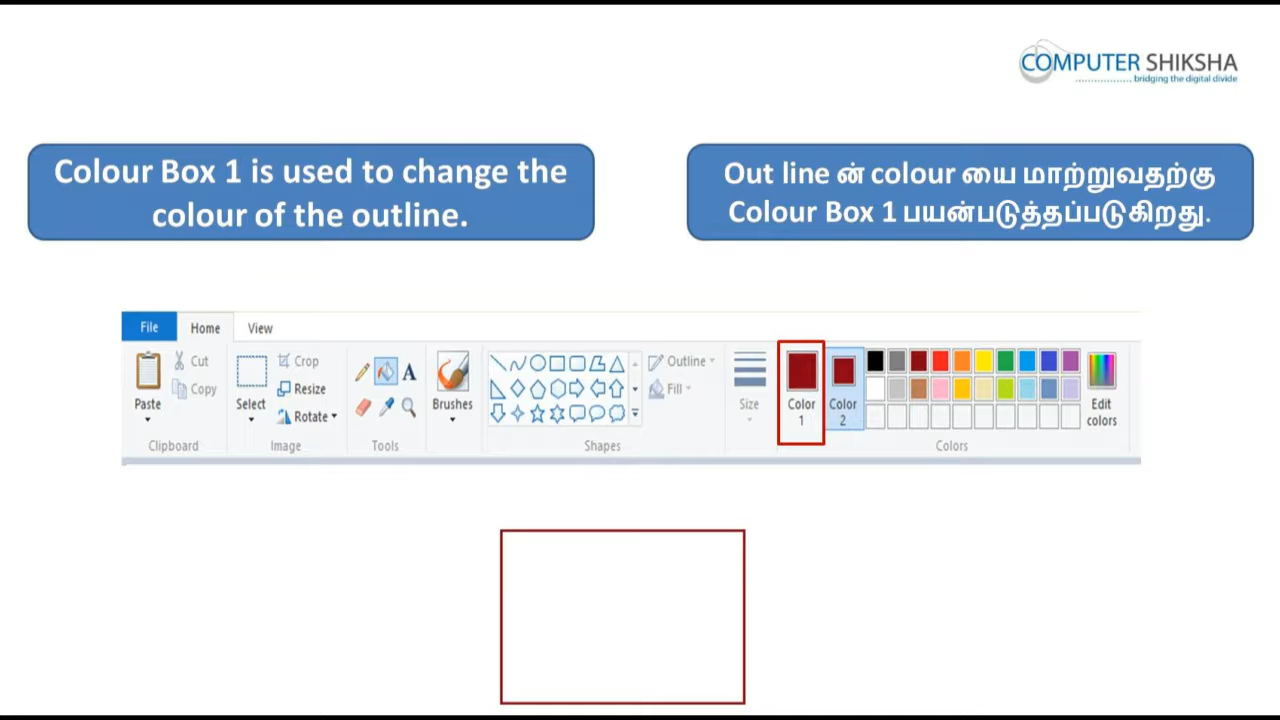 COMPUTER SHIKSHA
bridging the digital divide
Colour Box 1 is used to change the
colour of the outline.
Out line ன் colour யை மாற்றுவதற்கு
Colour Box 1 பயன்படுத்தப்படுகிறது.
File Home View
Paste
Cut
Copy
Clipboard
Select
Crop
Resize
Rotate
Image
A
Tools
Brushes
Outline
Fill
Shapes
Size
Color
1
Color
2
Edit
colors
Colors